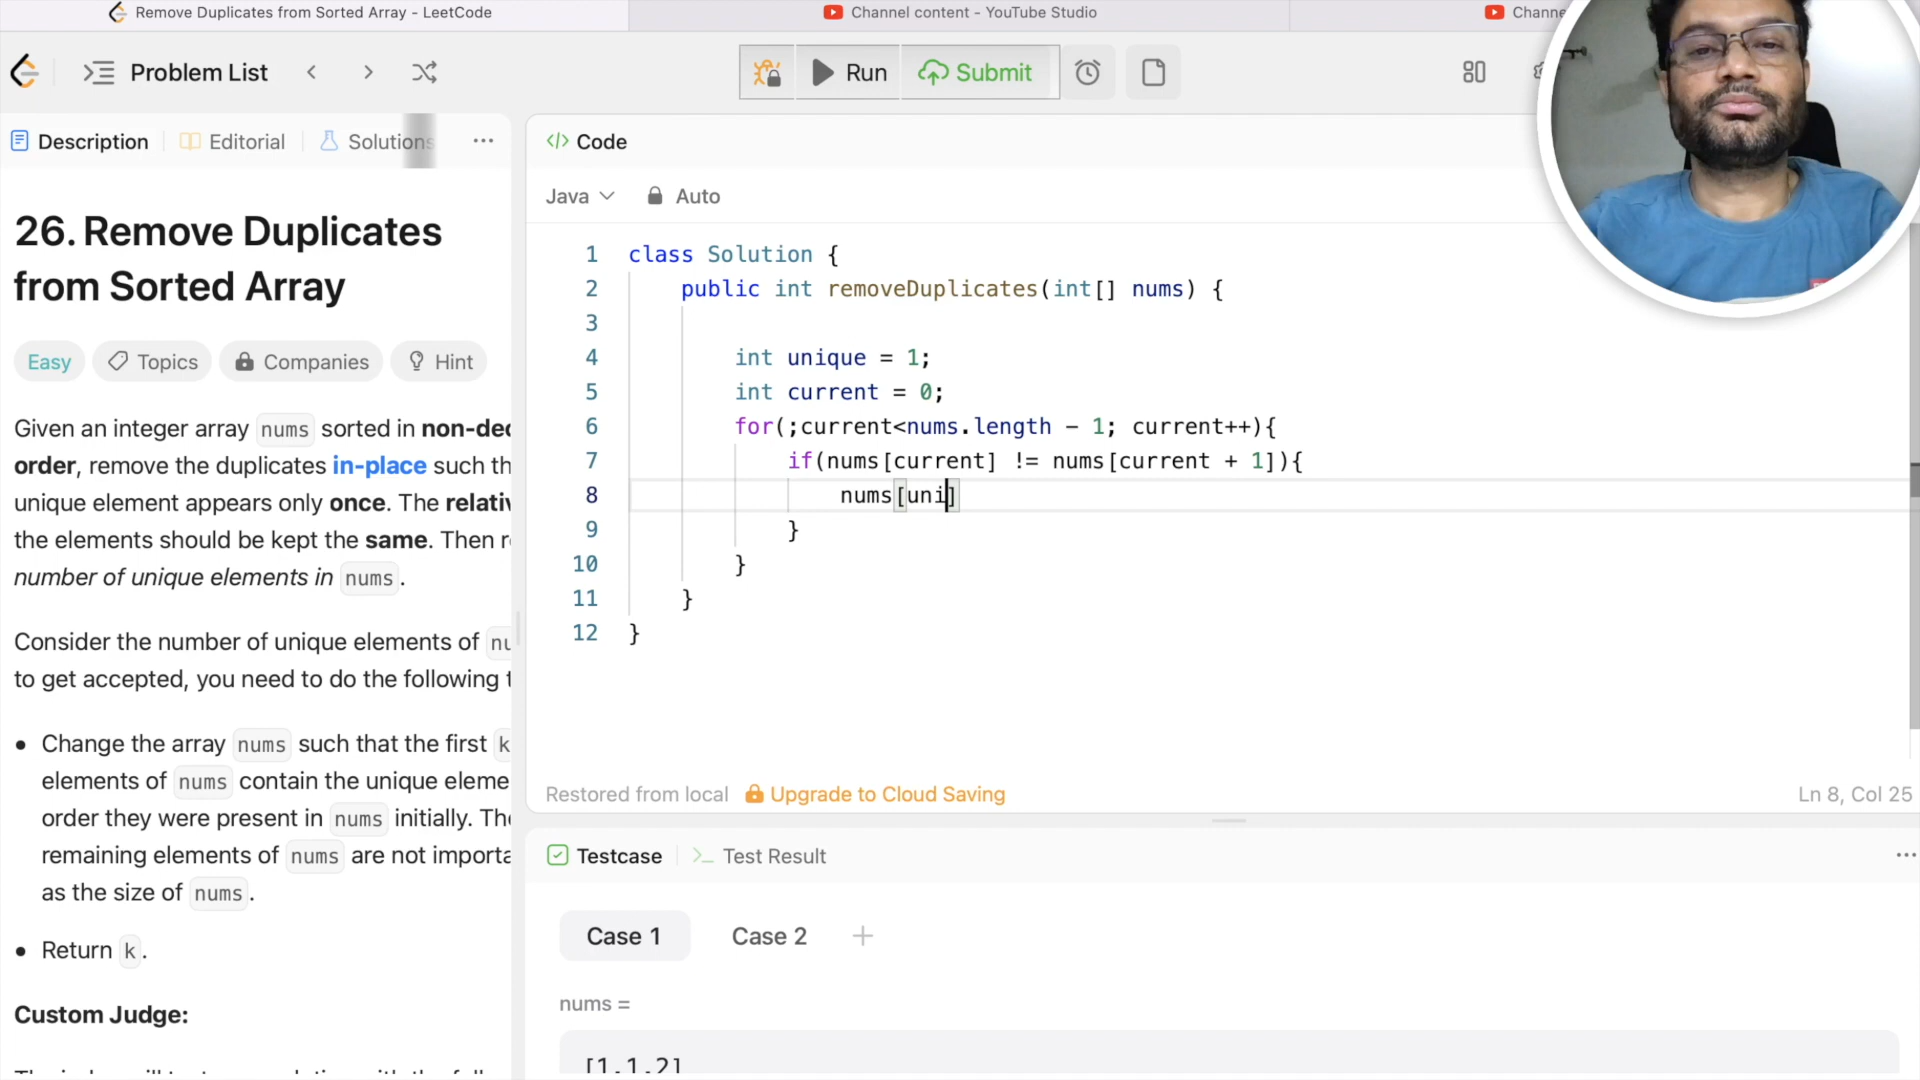 Remove Duplicates from Sorted Array - LeetCode
Channel content - YouTube Studio
Channe
Problem List
Run
Submit
Description
Editorial
Solutions
Code
Java
Auto
26. Remove Duplicates
from Sorted Array
Easy
Topics
Companies
Hint
Given an integer array nums sorted in non-dec
order, remove the duplicates in-place such th
unique element appears only once. The relativ
the elements should be kept the same. Then r
number of unique elements in nums.
Consider the number of unique elements of nu
to get accepted, you need to do the following t
• Change the array nums such that the first k
elements of nums contain the unique eleme
order they were present in nums initially. The
remaining elements of nums are not importa
as the size of nums.
• Return k.
Custom Judge:
1 class Solution {
2 public int removeDuplicates(int[] nums) {
3
4 int unique = 1;
5 int current = 0;
6 for(;current<nums.length - 1; current++){
7 if(nums[current] != nums[current + 1]){
8 nums[uni]
9 }
10 }
11 }
12 }
Restored from local
Upgrade to Cloud Saving
Ln 8, Col 25
Testcase
Test Result
Case 1
Case 2
nums =
[1,1,2]